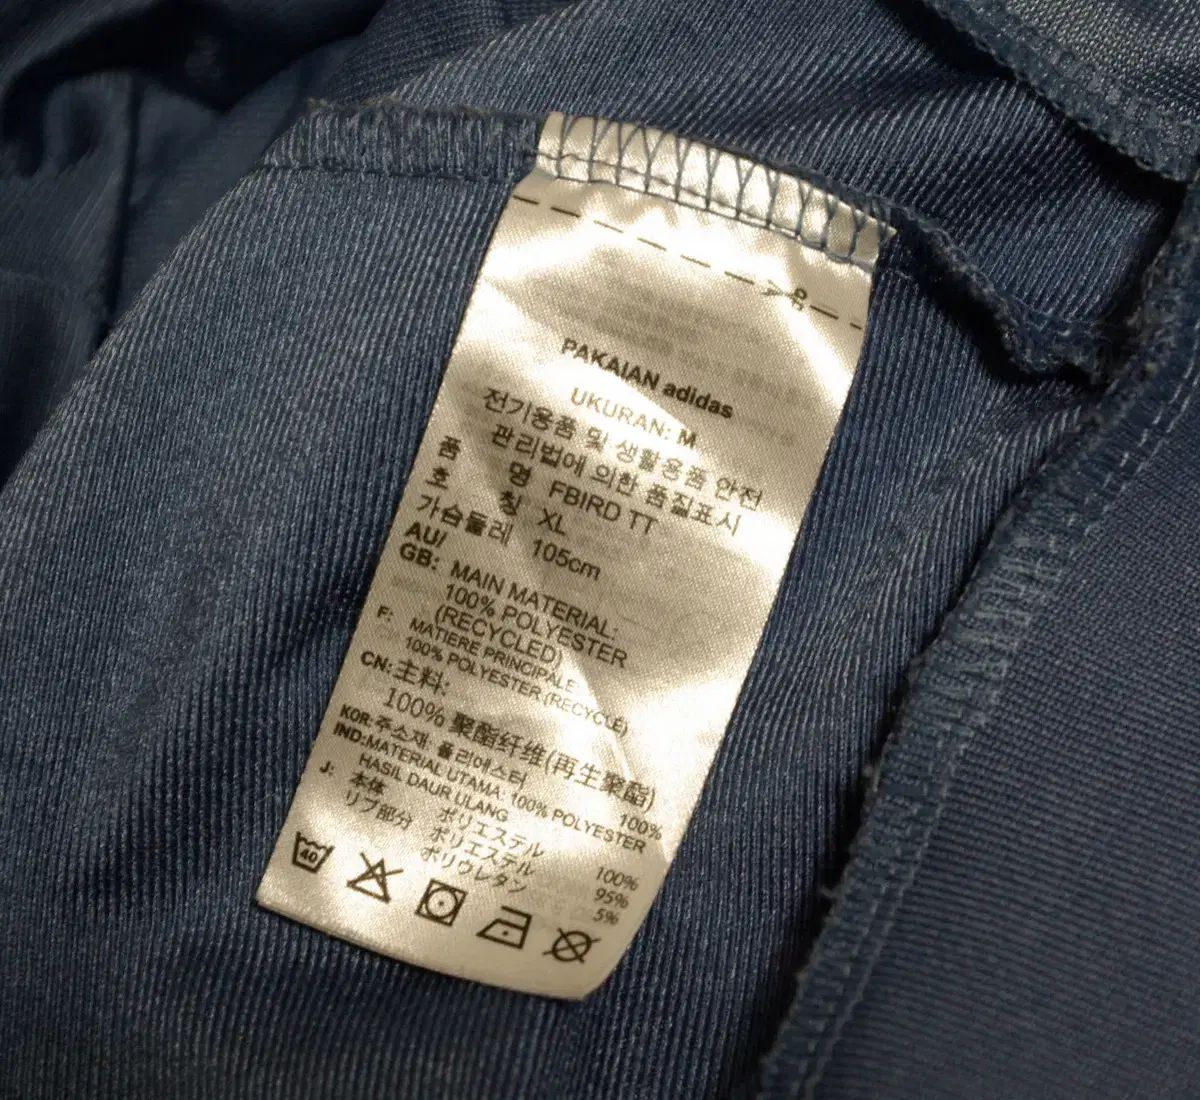 PAKAIAN adidas
UKURAN: M
전기용품 및 생활용품 안전
관리법에 의한 품질표시
품 명 FBIRD TT
호 칭 XL
가슴둘레 105cm
AU/
GB: MAIN MATERIAL:
100% POLYESTER
(RECYCLED)
F: MATIERE PRINCIPALE:
100% POLYESTER (RECYCLÉ)
CN: 主料:
100% 聚酯纤维(再生聚酯)
KOR: 주소재: 폴리에스터 100%
IND: MATERIAL UTAMA: 100% POLYESTER
HASIL DAUR ULANG
J: 本体 ポリエステル 100%
リブ部分 ポリエステル 95%
ポリウレタン 5%
40